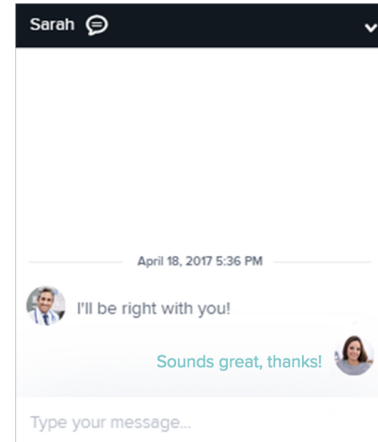 Sarah
April 18, 2017 5:36 PM
I'll be right with you!
Sounds great, thanks!
Type your message...